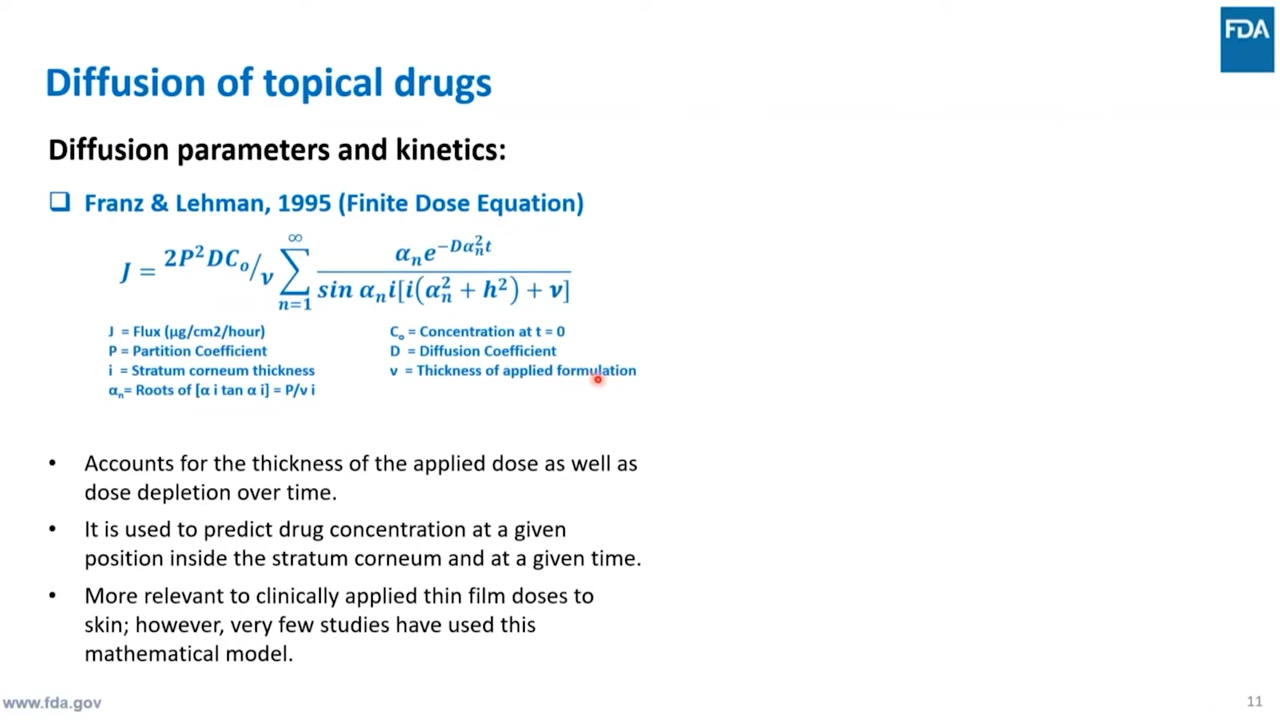 FDA
Diffusion of topical drugs
Diffusion parameters and kinetics:
❑ Franz & Lehman, 1995 (Finite Dose Equation)
J = 2P²DCₒ/ν ∑ₙ₌₁^∞ αₙe^(−Dαₙ²t) / sin αₙi[i(αₙ² + h²) + ν]
J = Flux (µg/cm2/hour)
P = Partition Coefficient
i = Stratum corneum thickness
αₙ= Roots of [α i tan α i] = P/v i
Cₒ = Concentration at t = 0
D = Diffusion Coefficient
v = Thickness of applied formulation
• Accounts for the thickness of the applied dose as well as
dose depletion over time.
• It is used to predict drug concentration at a given
position inside the stratum corneum and at a given time.
• More relevant to clinically applied thin film doses to
skin; however, very few studies have used this
mathematical model.
www.fda.gov
11